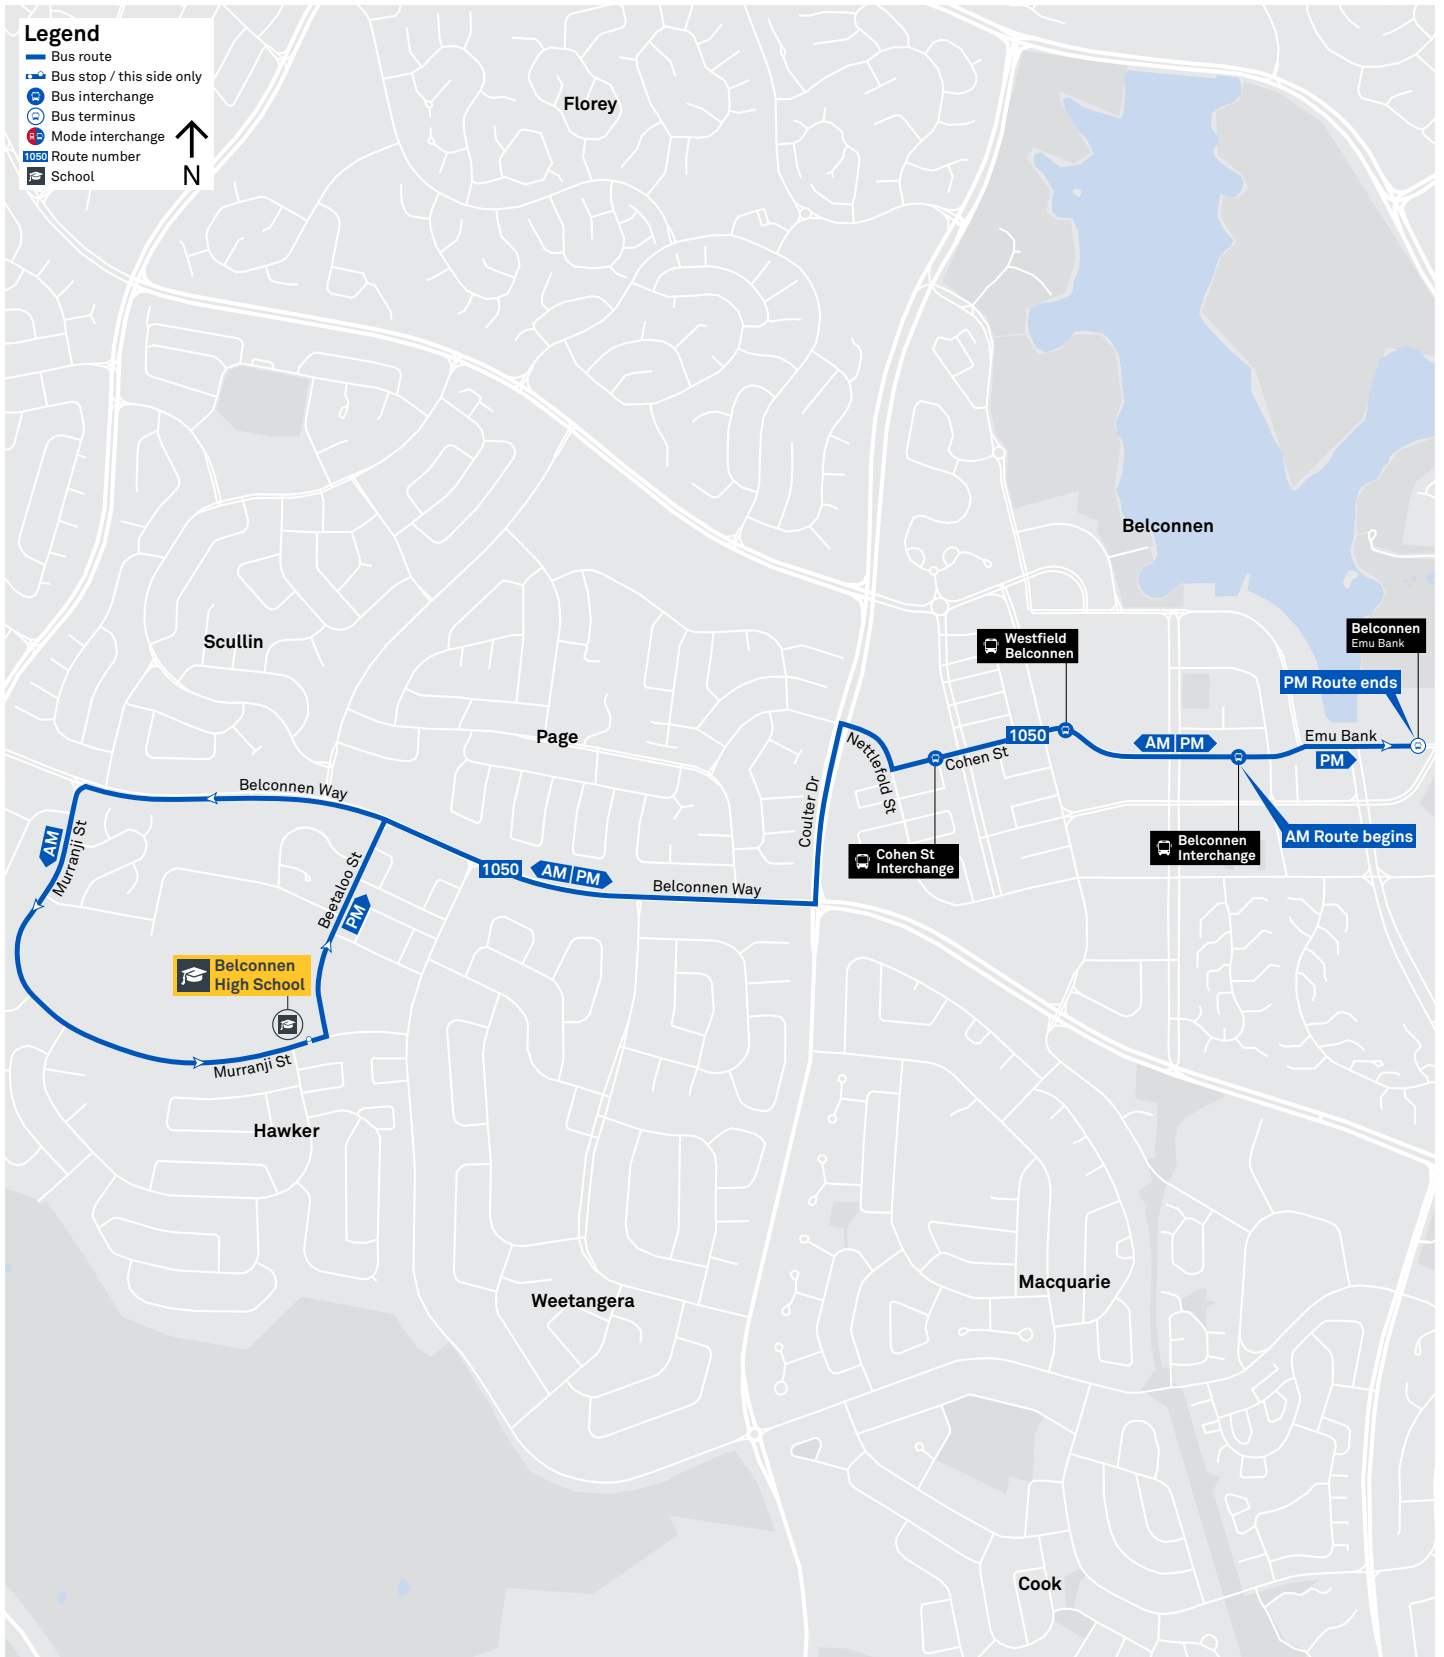 Legend
Bus route
Bus stop / this side only
Bus interchange
Bus terminus
Mode interchange
1050 Route number
School
N
Florey
Belconnen
Scullin
Westfield
Belconnen
Belconnen
Emu Bank
PM Route ends
Page
1050
AM PM
Emu Bank
PM
Nettlefold St
Cohen St
Coulter Dr
Belconnen Way
AM
Murranji St
Beetaloo St
PM
1050
AM PM
Belconnen Way
Cohen St
Interchange
Belconnen
Interchange
AM Route begins
Belconnen
High School
Murranji St
Hawker
Weetangera
Macquarie
Cook